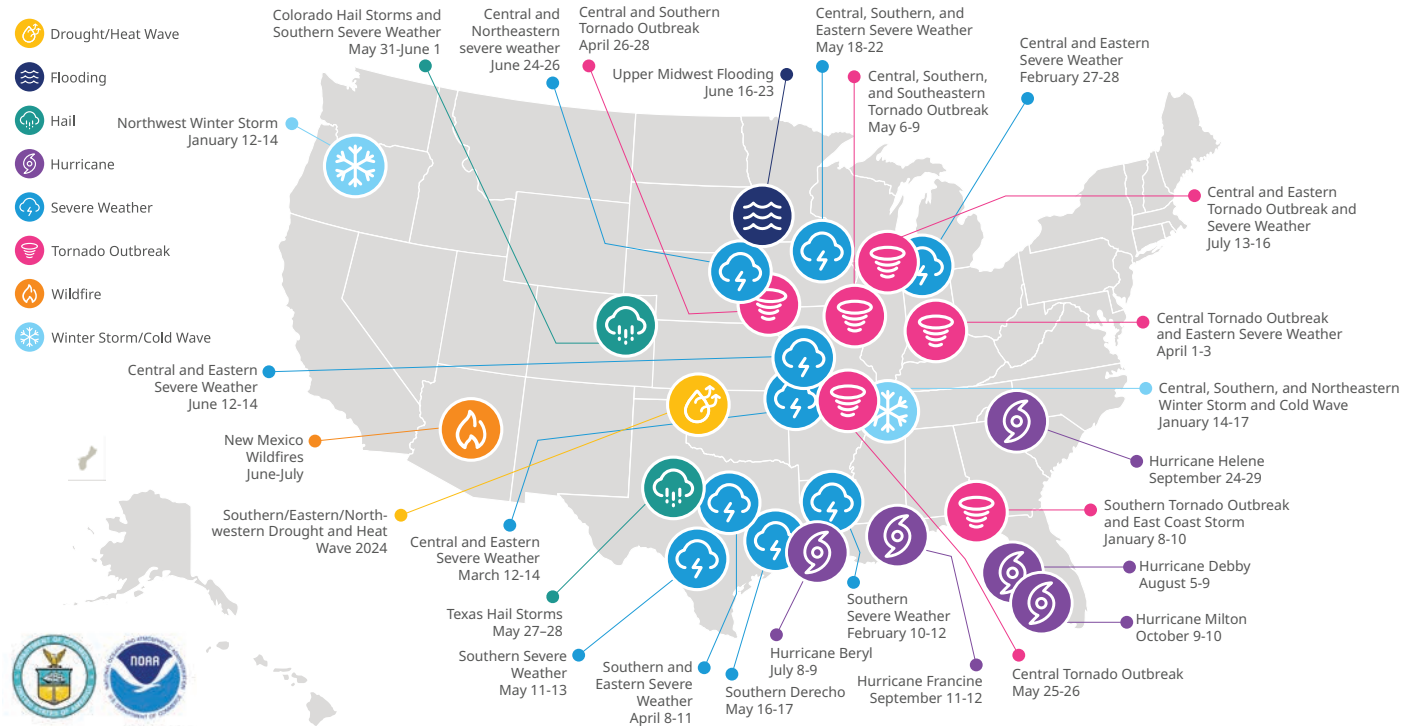 Drought/Heat Wave
Flooding
Hail
Hurricane
Severe Weather
Tornado Outbreak
Wildfire
Winter Storm/Cold Wave
Colorado Hail Storms and
Southern Severe Weather
May 31-June 1
Central and
Northeastern
severe weather
June 24-26
Central and Southern
Tornado Outbreak
April 26-28
Upper Midwest Flooding
June 16-23
Central, Southern, and
Eastern Severe Weather
May 18-22
Central, Southern,
and Southeastern
Tornado Outbreak
May 6-9
Central and Eastern
Severe Weather
February 27-28
Northwest Winter Storm
January 12-14
Central and Eastern
Tornado Outbreak and
Severe Weather
July 13-16
Central Tornado Outbreak
and Eastern Severe Weather
April 1-3
Central and Eastern
Severe Weather
June 12-14
Central, Southern, and Northeastern
Winter Storm and Cold Wave
January 14-17
New Mexico
Wildfires
June-July
Hurricane Helene
September 24-29
Southern/Eastern/North-
western Drought and Heat
Wave 2024
Central and Eastern
Severe Weather
March 12-14
Southern Tornado Outbreak
and East Coast Storm
January 8-10
Hurricane Debby
August 5-9
Texas Hail Storms
May 27–28
Southern
Severe Weather
February 10-12
Hurricane Milton
October 9-10
Southern Severe
Weather
May 11-13
Southern and
Eastern Severe
Weather
April 8-11
Southern Derecho
May 16-17
Hurricane Beryl
July 8-9
Hurricane Francine
September 11-12
Central Tornado Outbreak
May 25-26
NOAA